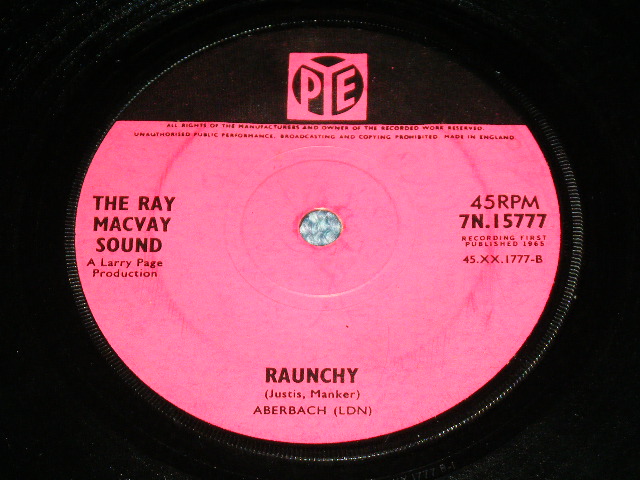 PYE
ALL RIGHTS OF THE MANUFACTURERS AND OWNER OF THE RECORDED WORK RESERVED.
UNAUTHORISED PUBLIC PERFORMANCE, BROADCASTING AND COPYING PROHIBITED. MADE IN ENGLAND.
THE RAY
MACVAY
SOUND
A Larry Page
Production
45RPM
7N.15777
RECORDING FIRST
PUBLISHED 1965
45.XX.1777-B
RAUNCHY
(Justis, Manker)
ABERBACH (LDN)